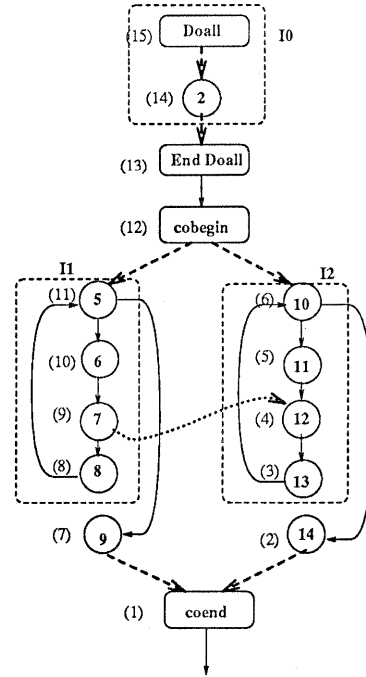 (15) Doall I0
(14) 2
(13) End Doall
(12) cobegin
I1 I2
(11) 5 (6) 10
(10) 6 (5) 11
(9) 7 (4) 12
(8) 8 (3) 13
(7) 9 (2) 14
(1) coend